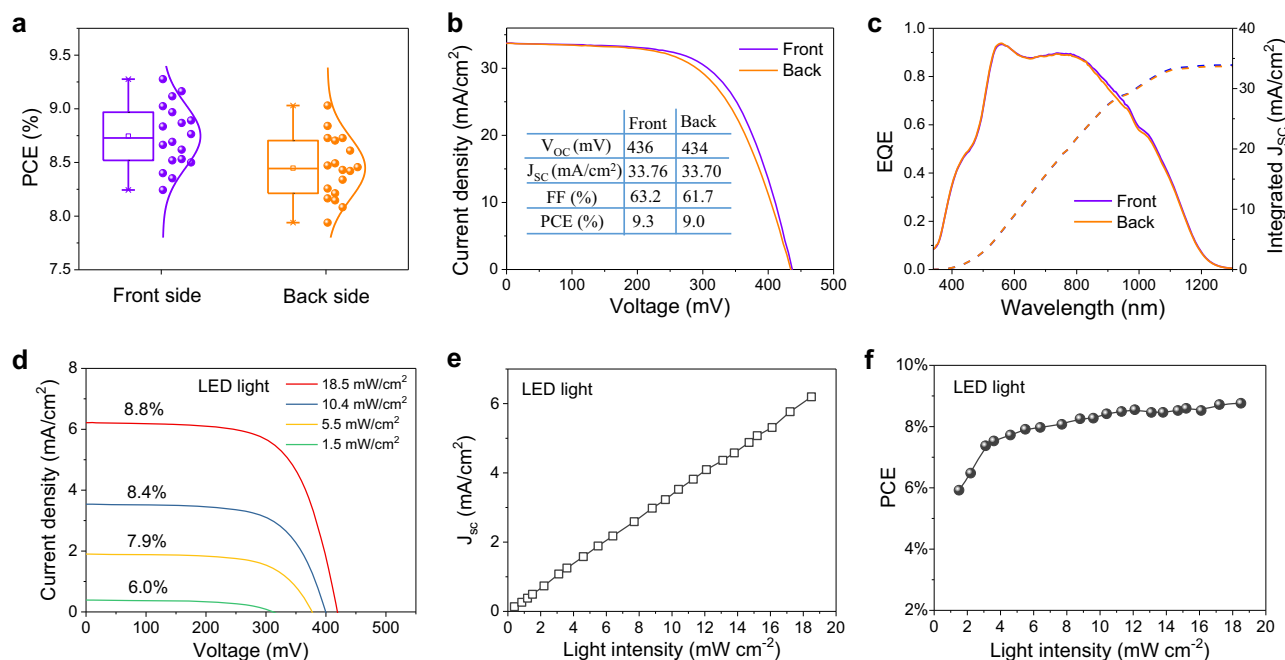 a
9.75
9.00
8.25
7.5
PCE (%)
Front side
Back side
b
30
20
10
0
Current density (mA/cm²)
Front
Back
Front Back
V_OC (mV) 436 434
J_SC (mA/cm²) 33.76 33.70
FF (%) 63.2 61.7
PCE (%) 9.3 9.0
0 100 200 300 400 500
Voltage (mV)
c
1.0
0.8
0.6
0.4
0.2
0.0
EQE
40
30
20
10
0
Integrated J_SC (mA/cm²)
Front
Back
400 600 800 1000 1200
Wavelength (nm)
d
8
6
4
2
0
Current density (mA/cm²)
LED light
18.5 mW/cm²
10.4 mW/cm²
5.5 mW/cm²
1.5 mW/cm²
8.8%
8.4%
7.9%
6.0%
0 100 200 300 400 500
Voltage (mV)
e
LED light
6
4
2
0
J_sc (mA/cm²)
0 2 4 6 8 10 12 14 16 18 20
Light intensity (mW cm⁻²)
f
LED light
10%
8%
6%
4%
2%
PCE
0 2 4 6 8 10 12 14 16 18
Light intensity (mW cm⁻²)